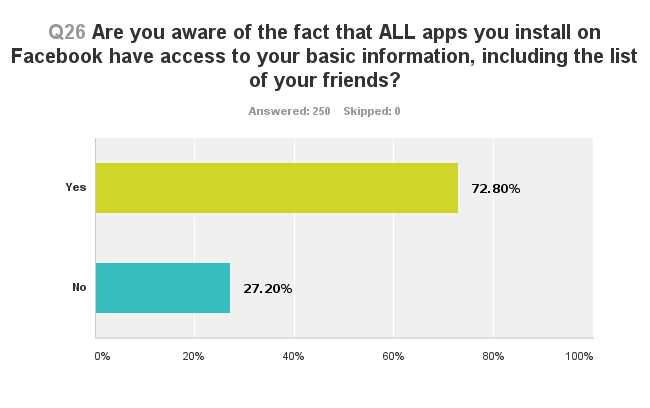 Q26 Are you aware of the fact that ALL apps you install on
Facebook have access to your basic information, including the list
of your friends?
Answered: 250 Skipped: 0
Yes
72.80%
No
27.20%
0% 20% 40% 60% 80% 100%